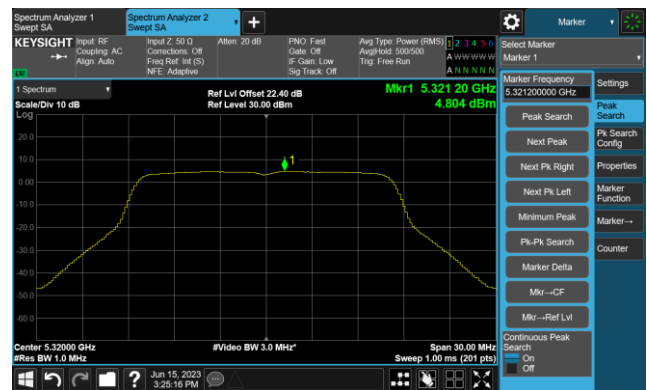 Spectrum Analyzer 1
Swept SA
Spectrum Analyzer 2
Swept SA
+
Marker
KEYSIGHT
Input: RF
Coupling: AC
Align: Auto
Input Z: 50 Ω
Corrections: Off
Freq Ref: Int (S)
NFE: Adaptive
Atten: 20 dB
PNO: Fast
Gate: Off
IF Gain: Low
Sig Track: Off
Avg Type: Power (RMS)
Avg|Hold: 500/500
Trig: Free Run
1 2 3 4 5 6
A W W W W W
A N N N N N
LXI
Select Marker
Marker 1
1 Spectrum
Scale/Div 10 dB
Log
Ref Lvl Offset 22.40 dB
Ref Level 30.00 dBm
Mkr1 5.321 20 GHz
4.804 dBm
20.0
10.0
0.00
-10.0
-20.0
-30.0
-40.0
-50.0
-60.0
1
Center 5.32000 GHz
#Res BW 1.0 MHz
#Video BW 3.0 MHz*
Span 30.00 MHz
Sweep 1.00 ms (201 pts)
Marker Frequency
5.321200000 GHz
Peak Search
Next Peak
Next Pk Right
Next Pk Left
Minimum Peak
Pk-Pk Search
Marker Delta
Mkr→CF
Mkr→Ref Lvl
Continuous Peak
Search
On
Off
Settings
Peak
Search
Pk Search
Config
Properties
Marker
Function
Marker→
Counter
?
Jun 15, 2023
3:25:16 PM